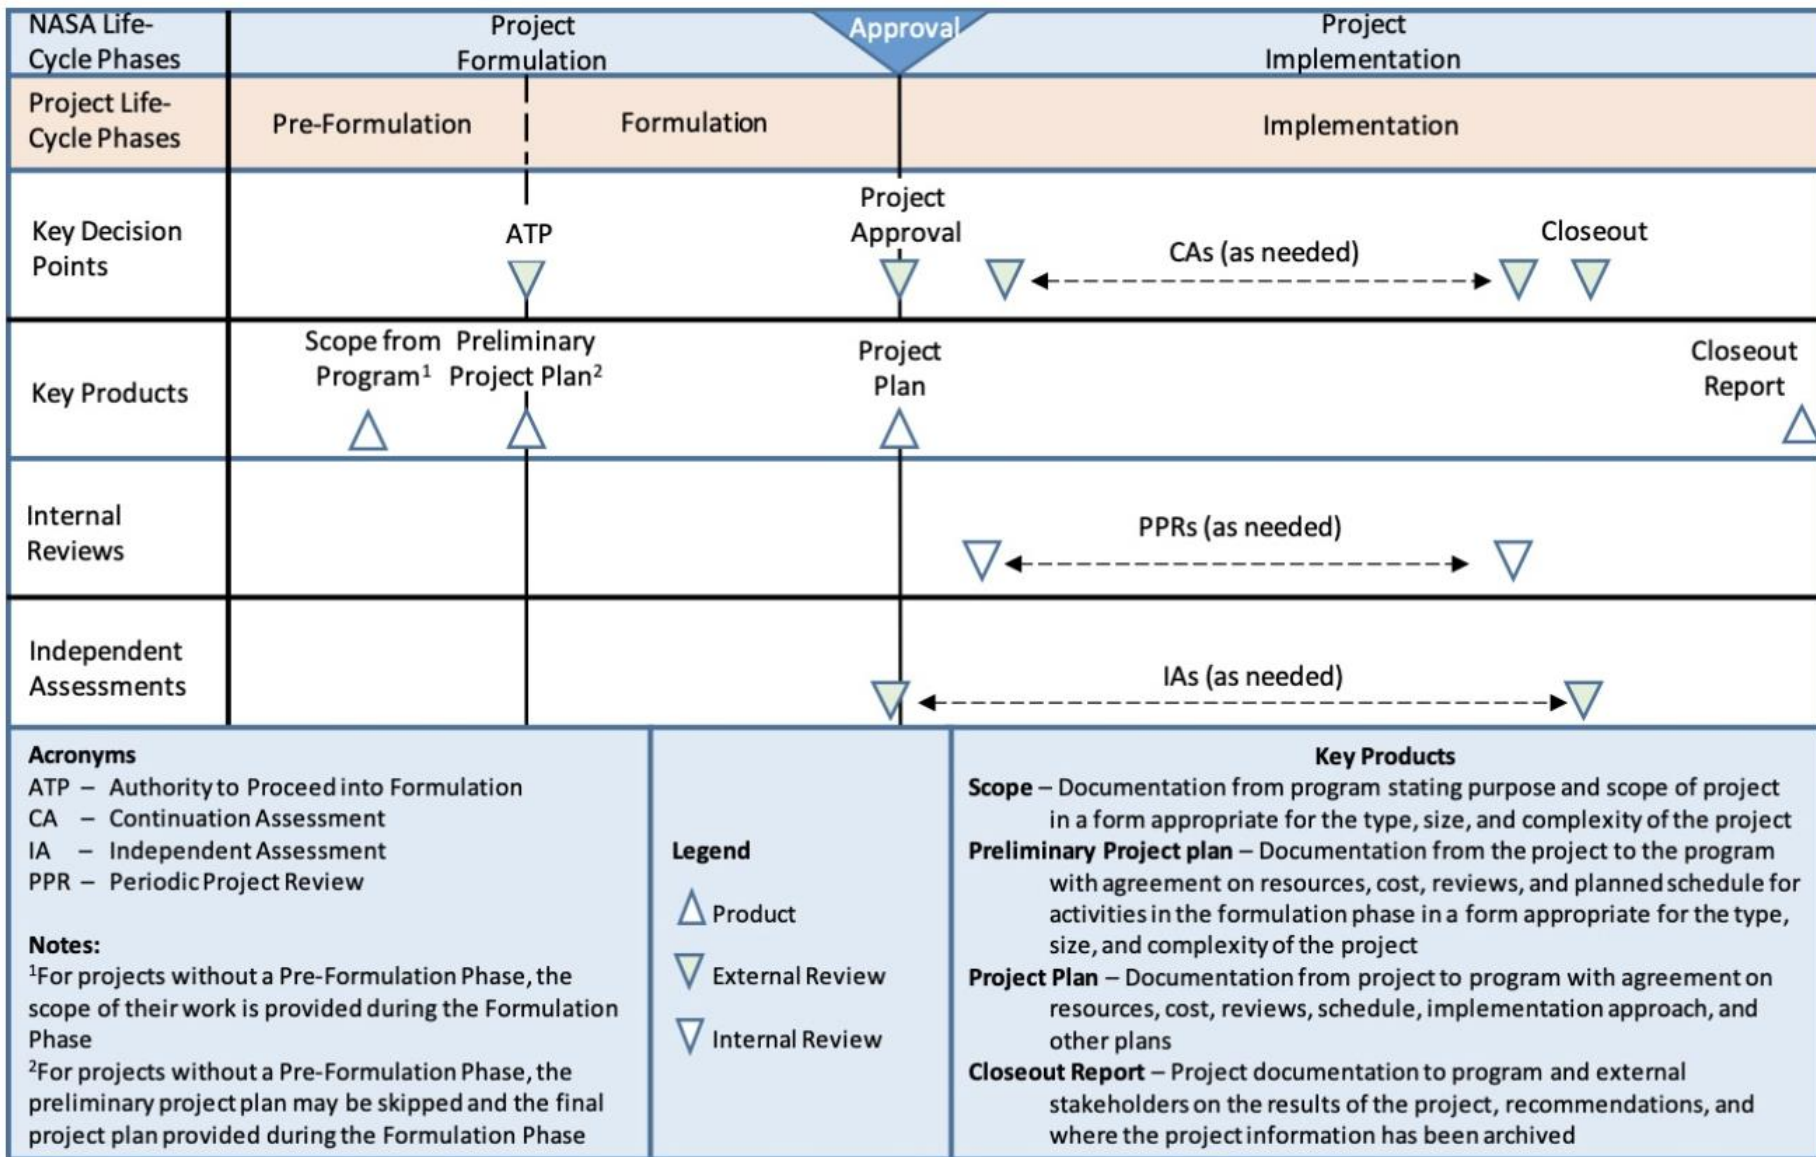 NASA Life-
Cycle Phases
Project
Formulation
Approval
Project
Implementation
Project Life-
Cycle Phases
Pre-Formulation
Formulation
Implementation
Key Decision
Points
ATP
Project
Approval
CAs (as needed)
Closeout
Key Products
Scope from
Program¹
Preliminary
Project Plan²
Project
Plan
Closeout
Report
Internal
Reviews
PPRs (as needed)
Independent
Assessments
IAs (as needed)
Acronyms
ATP – Authority to Proceed into Formulation
CA – Continuation Assessment
IA – Independent Assessment
PPR – Periodic Project Review
Notes:
¹For projects without a Pre-Formulation Phase, the
scope of their work is provided during the Formulation
Phase
²For projects without a Pre-Formulation Phase, the
preliminary project plan may be skipped and the final
project plan provided during the Formulation Phase
Legend
Product
External Review
Internal Review
Key Products
Scope – Documentation from program stating purpose and scope of project
in a form appropriate for the type, size, and complexity of the project
Preliminary Project plan – Documentation from the project to the program
with agreement on resources, cost, reviews, and planned schedule for
activities in the formulation phase in a form appropriate for the type,
size, and complexity of the project
Project Plan – Documentation from project to program with agreement on
resources, cost, reviews, schedule, implementation approach, and
other plans
Closeout Report – Project documentation to program and external
stakeholders on the results of the project, recommendations, and
where the project information has been archived